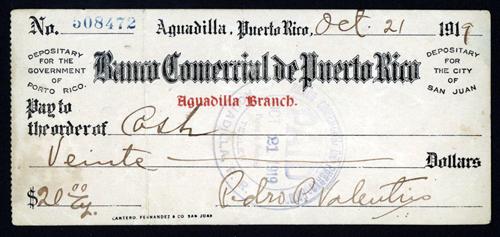 No. 508472 Aguadilla, Puerto Rico, Oct. 21 1919
DEPOSITARY
FOR THE
GOVERNMENT
OF
PORTO RICO.
Banco Comercial de Puerto Rico
DEPOSITARY
FOR
THE CITY
OF
SAN JUAN
Aguadilla Branch.
Pay to
the order of Cash
Veinte Dollars
$ 20 00/ Pedro P. Valentin
CANTERO, FERNANDEZ & CO SAN JUAN